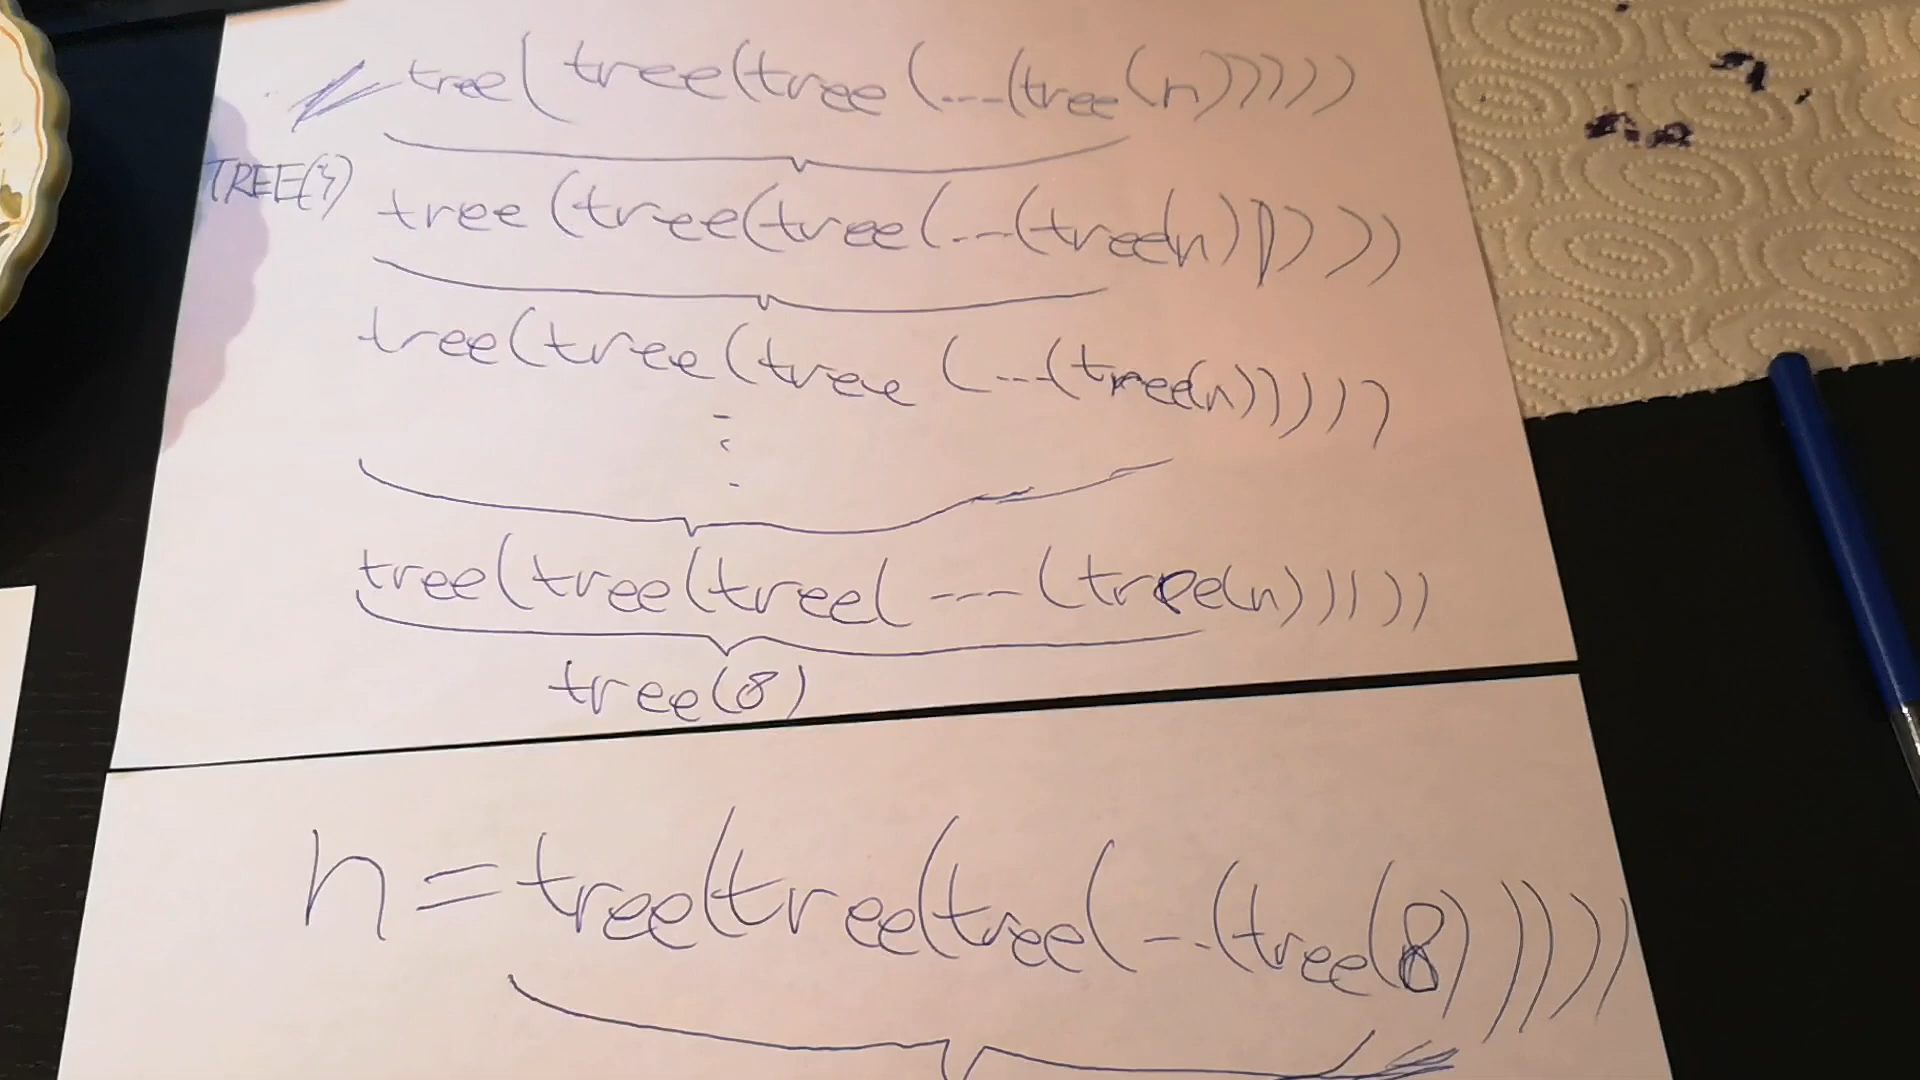 tree(tree(tree(...(tree(n)))))
TREE(3)
tree(tree(tree(...(tree(n)))))
tree(tree(tree(...(tree(n)))))
⋮
tree(tree(tree(---(tree(n)))))
tree(8)
n=tree(tree(tree(-..(tree(8)))))